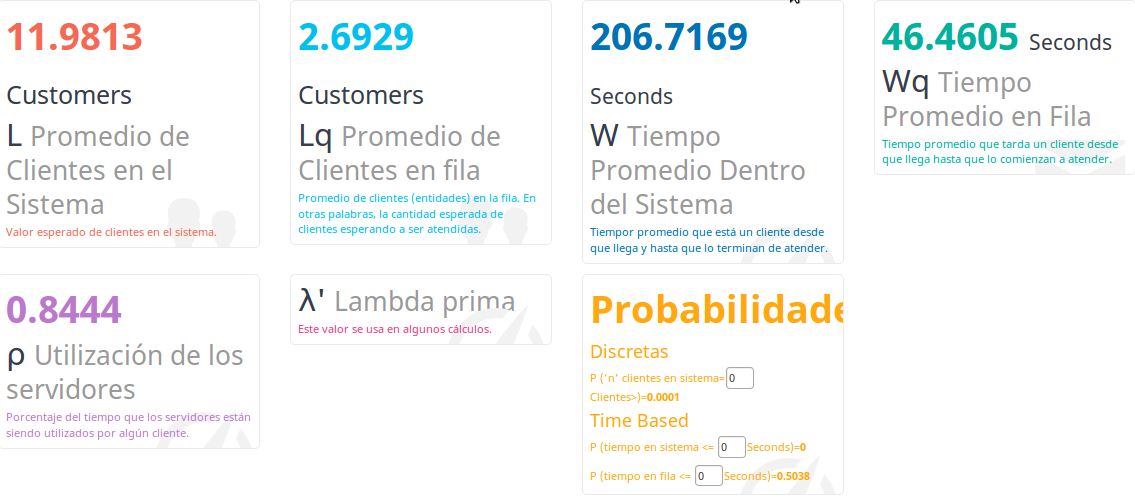 11.9813
Customers
L Promedio de
Clientes en el
Sistema
Valor esperado de clientes en el sistema.
2.6929
Customers
Lq Promedio de
Clientes en fila
Promedio de clientes (entidades) en la fila. En
otras palabras, la cantidad esperada de
clientes esperando a ser atendidas.
206.7169
Seconds
W Tiempo
Promedio Dentro
del Sistema
Tiempor promedio que está un cliente desde
que llega y hasta que lo terminan de atender.
46.4605 Seconds
Wq Tiempo
Promedio en Fila
Tiempo promedio que tarda un cliente desde
que llega hasta que lo comienzan a atender.
0.8444
ρ Utilización de los
servidores
Porcentaje del tiempo que los servidores están
siendo utilizados por algún cliente.
λ' Lambda prima
Este valor se usa en algunos cálculos.
Probabilidade
Discretas
P ('n' clientes en sistema= 0
Clientes>)=0.0001
Time Based
P (tiempo en sistema <= 0 Seconds)=0
P (tiempo en fila <= 0 Seconds)=0.5038